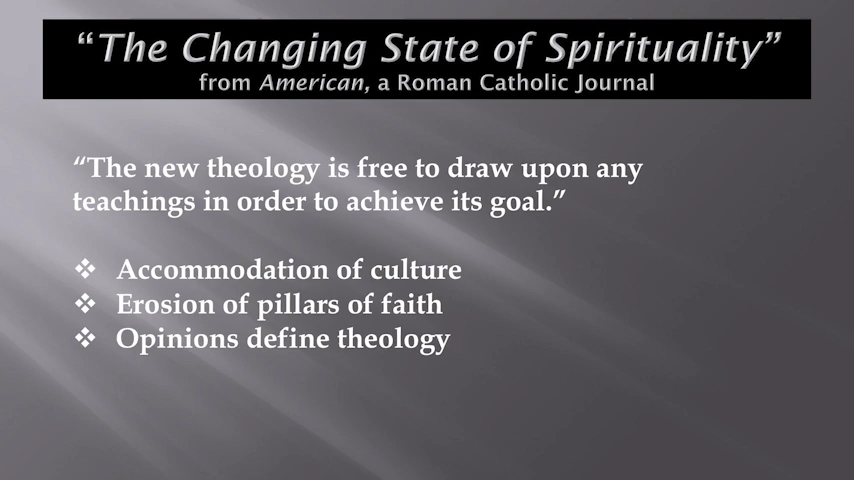 “The Changing State of Spirituality”
from American, a Roman Catholic Journal
“The new theology is free to draw upon any
teachings in order to achieve its goal.”
❖ Accommodation of culture
❖ Erosion of pillars of faith
❖ Opinions define theology